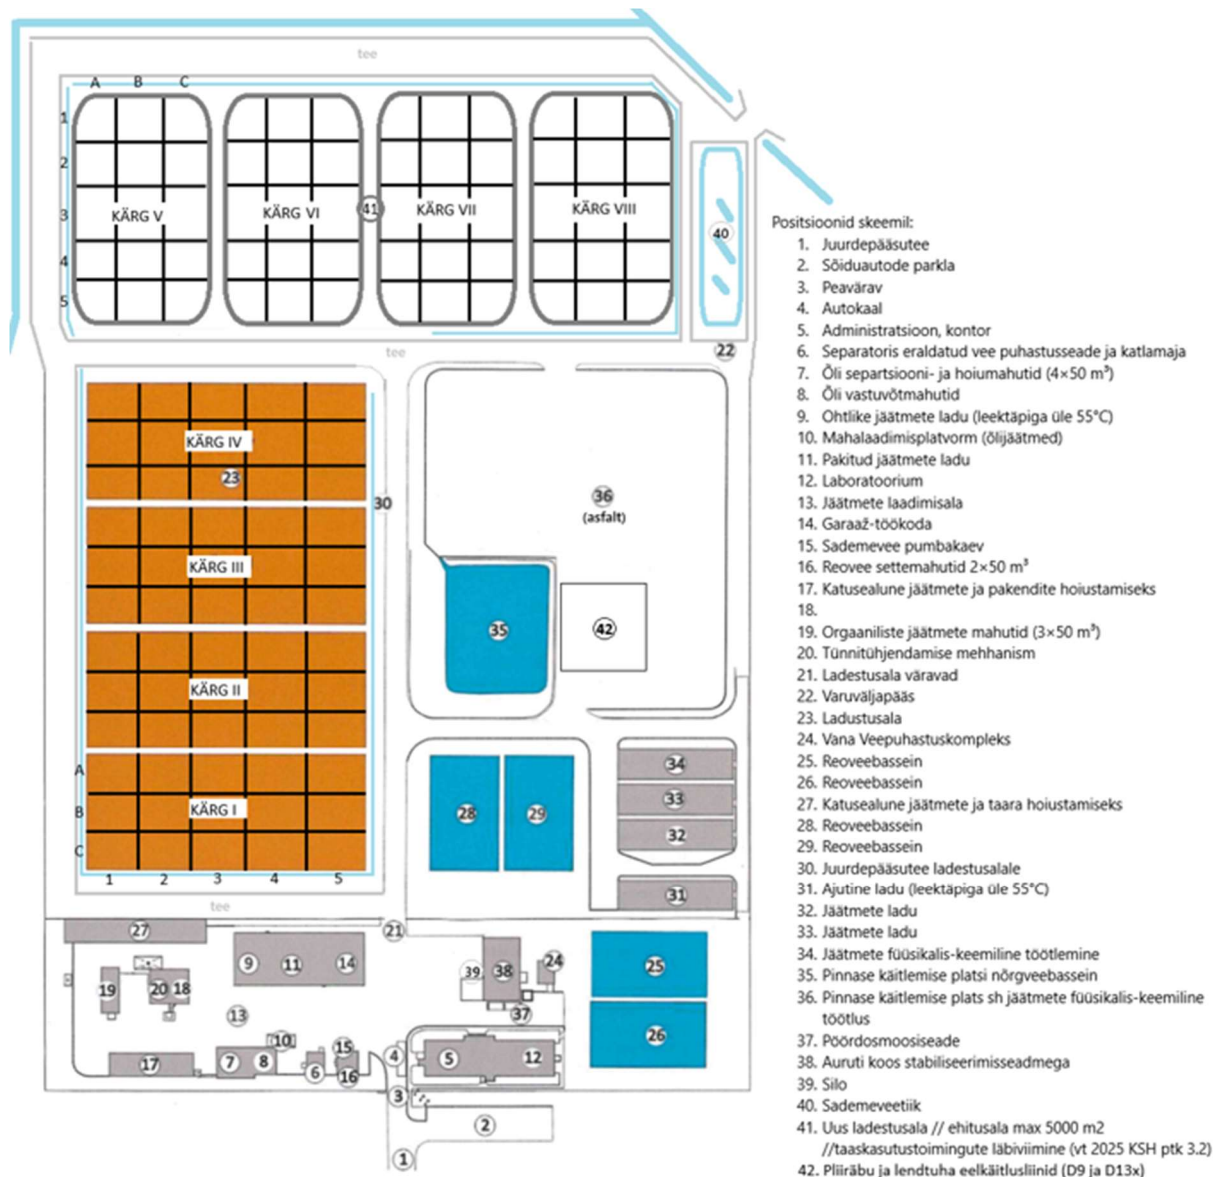 tee
A B C
1
2
3
4
5
KÄRG V
KÄRG VI
41
KÄRG VII
KÄRG VIII
40
22
tee
KÄRG IV
23
30
KÄRG III
KÄRG II
KÄRG I
A
B
C
1 2 3 4 5
tee
36
(asfalt)
35
42
28
29
34
33
32
31
27
21
9
11
14
39
38
24
25
19
20
18
13
37
26
10
15
17
7
8
6
16
4
5
12
3
2
1
Positsioonid skeemil:
1. Juurdepääsutee
2. Sõiduautode parkla
3. Peavärav
4. Autokaal
5. Administratsioon, kontor
6. Separatoris eraldatud vee puhastusseade ja katlamaja
7. Õli separtsiooni- ja hoiumahutid (4×50 m³)
8. Õli vastuvõtmahutid
9. Ohtlike jäätmete ladu (leektäpiga üle 55°C)
10. Mahalaadimisplatvorm (õlijäätmed)
11. Pakitud jäätmete ladu
12. Laboratoorium
13. Jäätmete laadimisala
14. Garaaž-töökoda
15. Sademevee pumbakaev
16. Reovee settemahutid 2×50 m³
17. Katusealune jäätmete ja pakendite hoiustamiseks
18.
19. Orgaaniliste jäätmete mahutid (3×50 m³)
20. Tünnitühjendamise mehhanism
21. Ladestusala väravad
22. Varuväljapääs
23. Ladustusala
24. Vana Veepuhastuskompleks
25. Reoveebassein
26. Reoveebassein
27. Katusealune jäätmete ja taara hoiustamiseks
28. Reoveebassein
29. Reoveebassein
30. Juurdepääsutee ladestusalale
31. Ajutine ladu (leektäpiga üle 55°C)
32. Jäätmete ladu
33. Jäätmete ladu
34. Jäätmete füüsikalis-keemiline töötlemine
35. Pinnase käitlemise platsi nõrgveebassein
36. Pinnase käitlemise plats sh jäätmete füüsikalis-keemiline
töötlus
37. Pöördosmoosiseade
38. Auruti koos stabiliseerimisseadmega
39. Silo
40. Sademeveetiik
41. Uus ladestusala // ehitusala max 5000 m2
//taaskasutustoimingute läbiviimine (vt 2025 KSH ptk 3.2)
42. Pliiräbu ja lendtuha eelkäitlusliinid (D9 ja D13x)